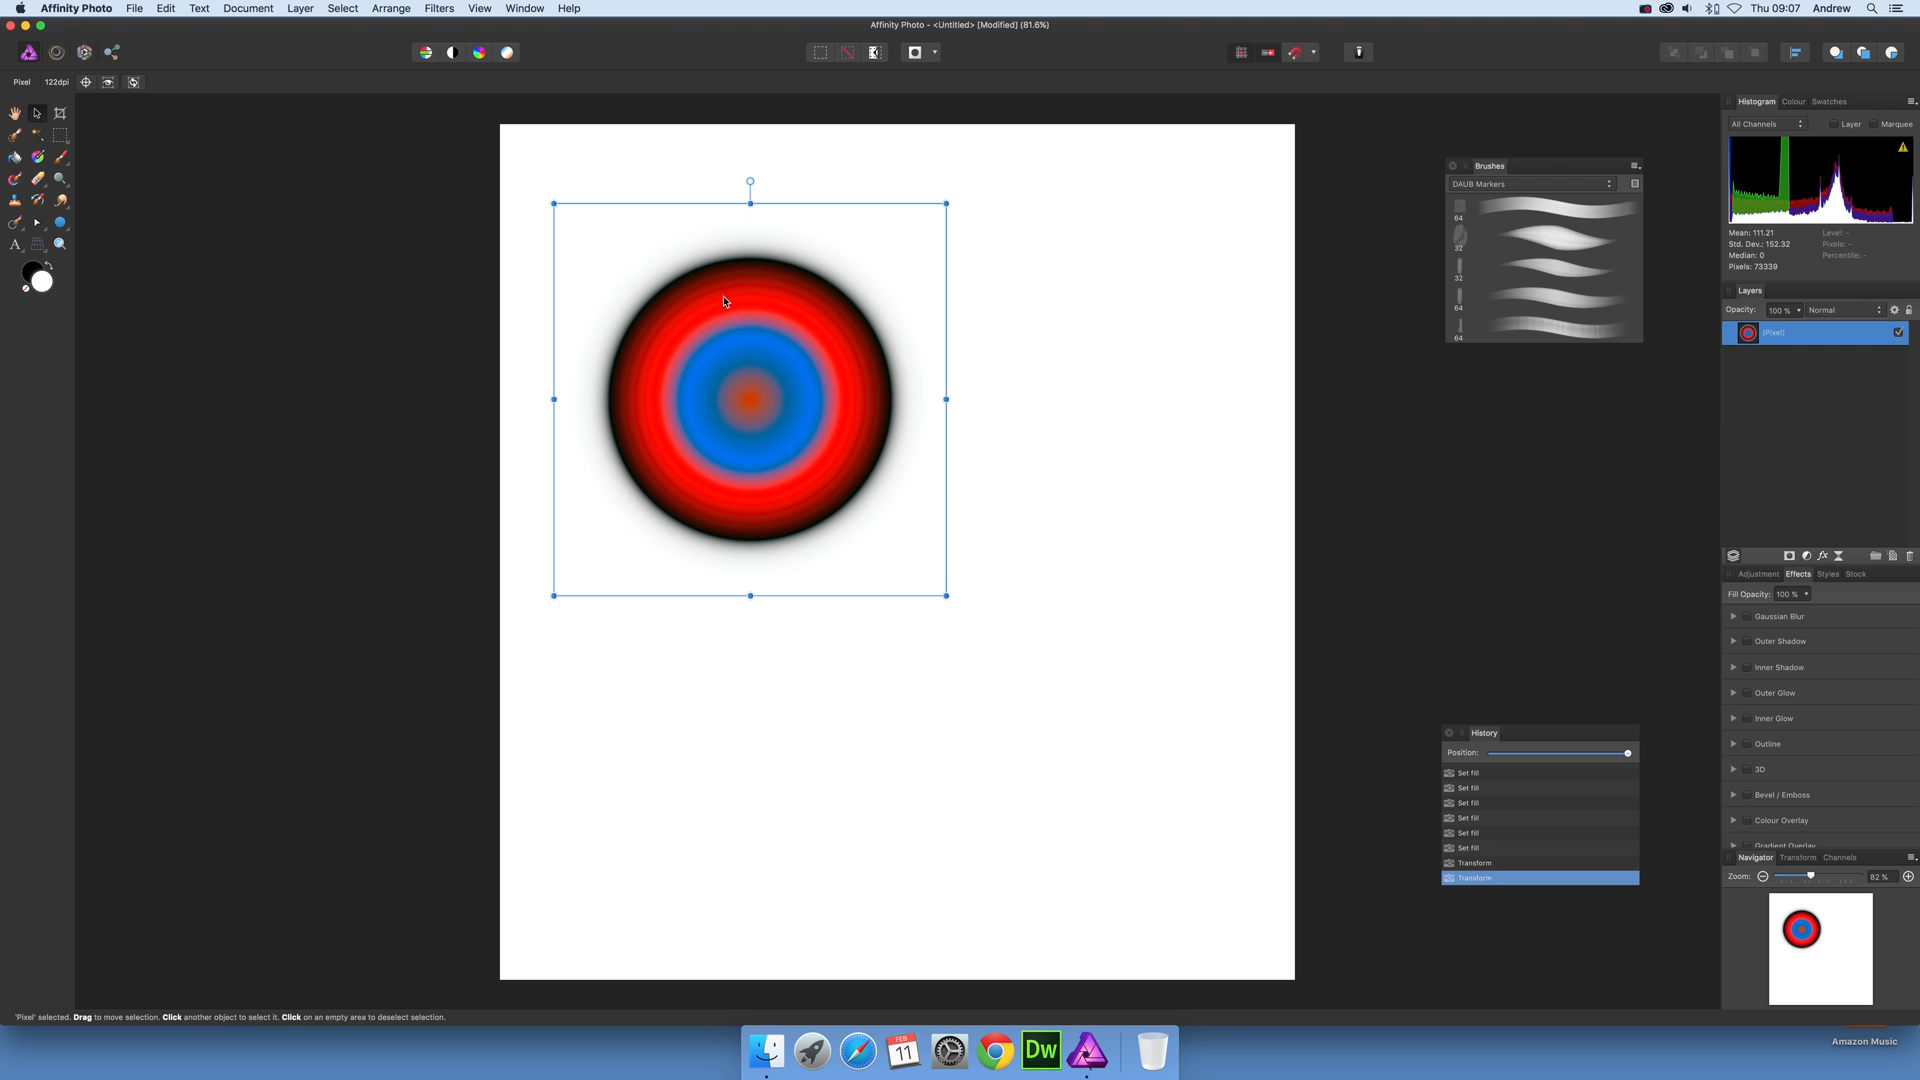 Affinity Photo File Edit Text Document Layer Select Arrange Filters View Window Help
Thu 09:07 Andrew
Affinity Photo - <Untitled> [Modified] (81.6%)
Pixel 122dpi
Histogram Colour Swatches
All Channels Layer Marquee
Mean: 111.21 Level: -
Std. Dev.: 152.32 Pixels: -
Median: 0 Percentile: -
Pixels: 73339
Layers
Opacity: 100 % Normal
(Pixel)
Brushes
DAUB Markers
64
32
32
64
64
Adjustment Effects Styles Stock
Fill Opacity: 100 %
Gaussian Blur
Outer Shadow
Inner Shadow
Outer Glow
Inner Glow
Outline
3D
Bevel / Emboss
Colour Overlay
Gradient Overlay
History
Position:
Set fill
Set fill
Set fill
Set fill
Set fill
Set fill
Transform
Transform
Navigator Transform Channels
Zoom: 82 %
A
'Pixel' selected. Drag to move selection. Click another object to select it. Click on an empty area to deselect selection.
FEB
11
Dw
Amazon Music